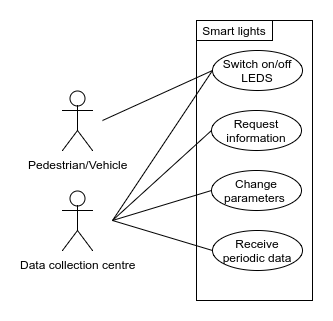 Smart lights
Switch on/off
LEDS
Request
information
Pedestrian/Vehicle
Change
parameters
Receive
periodic data
Data collection centre